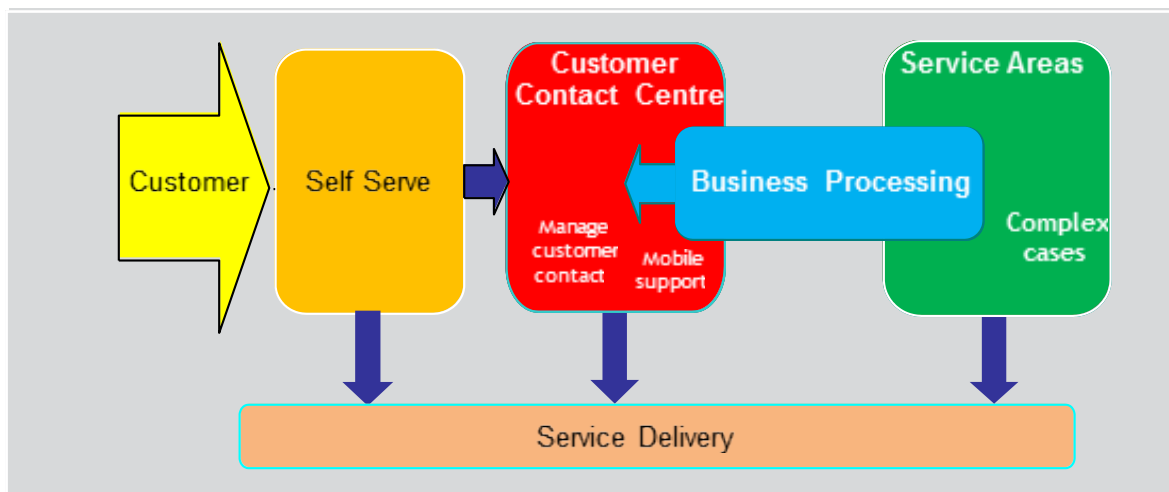 Customer
Self Serve
Customer
Contact Centre
Manage
customer
contact
Mobile
support
Business Processing
Service Areas
Complex
cases
Service Delivery